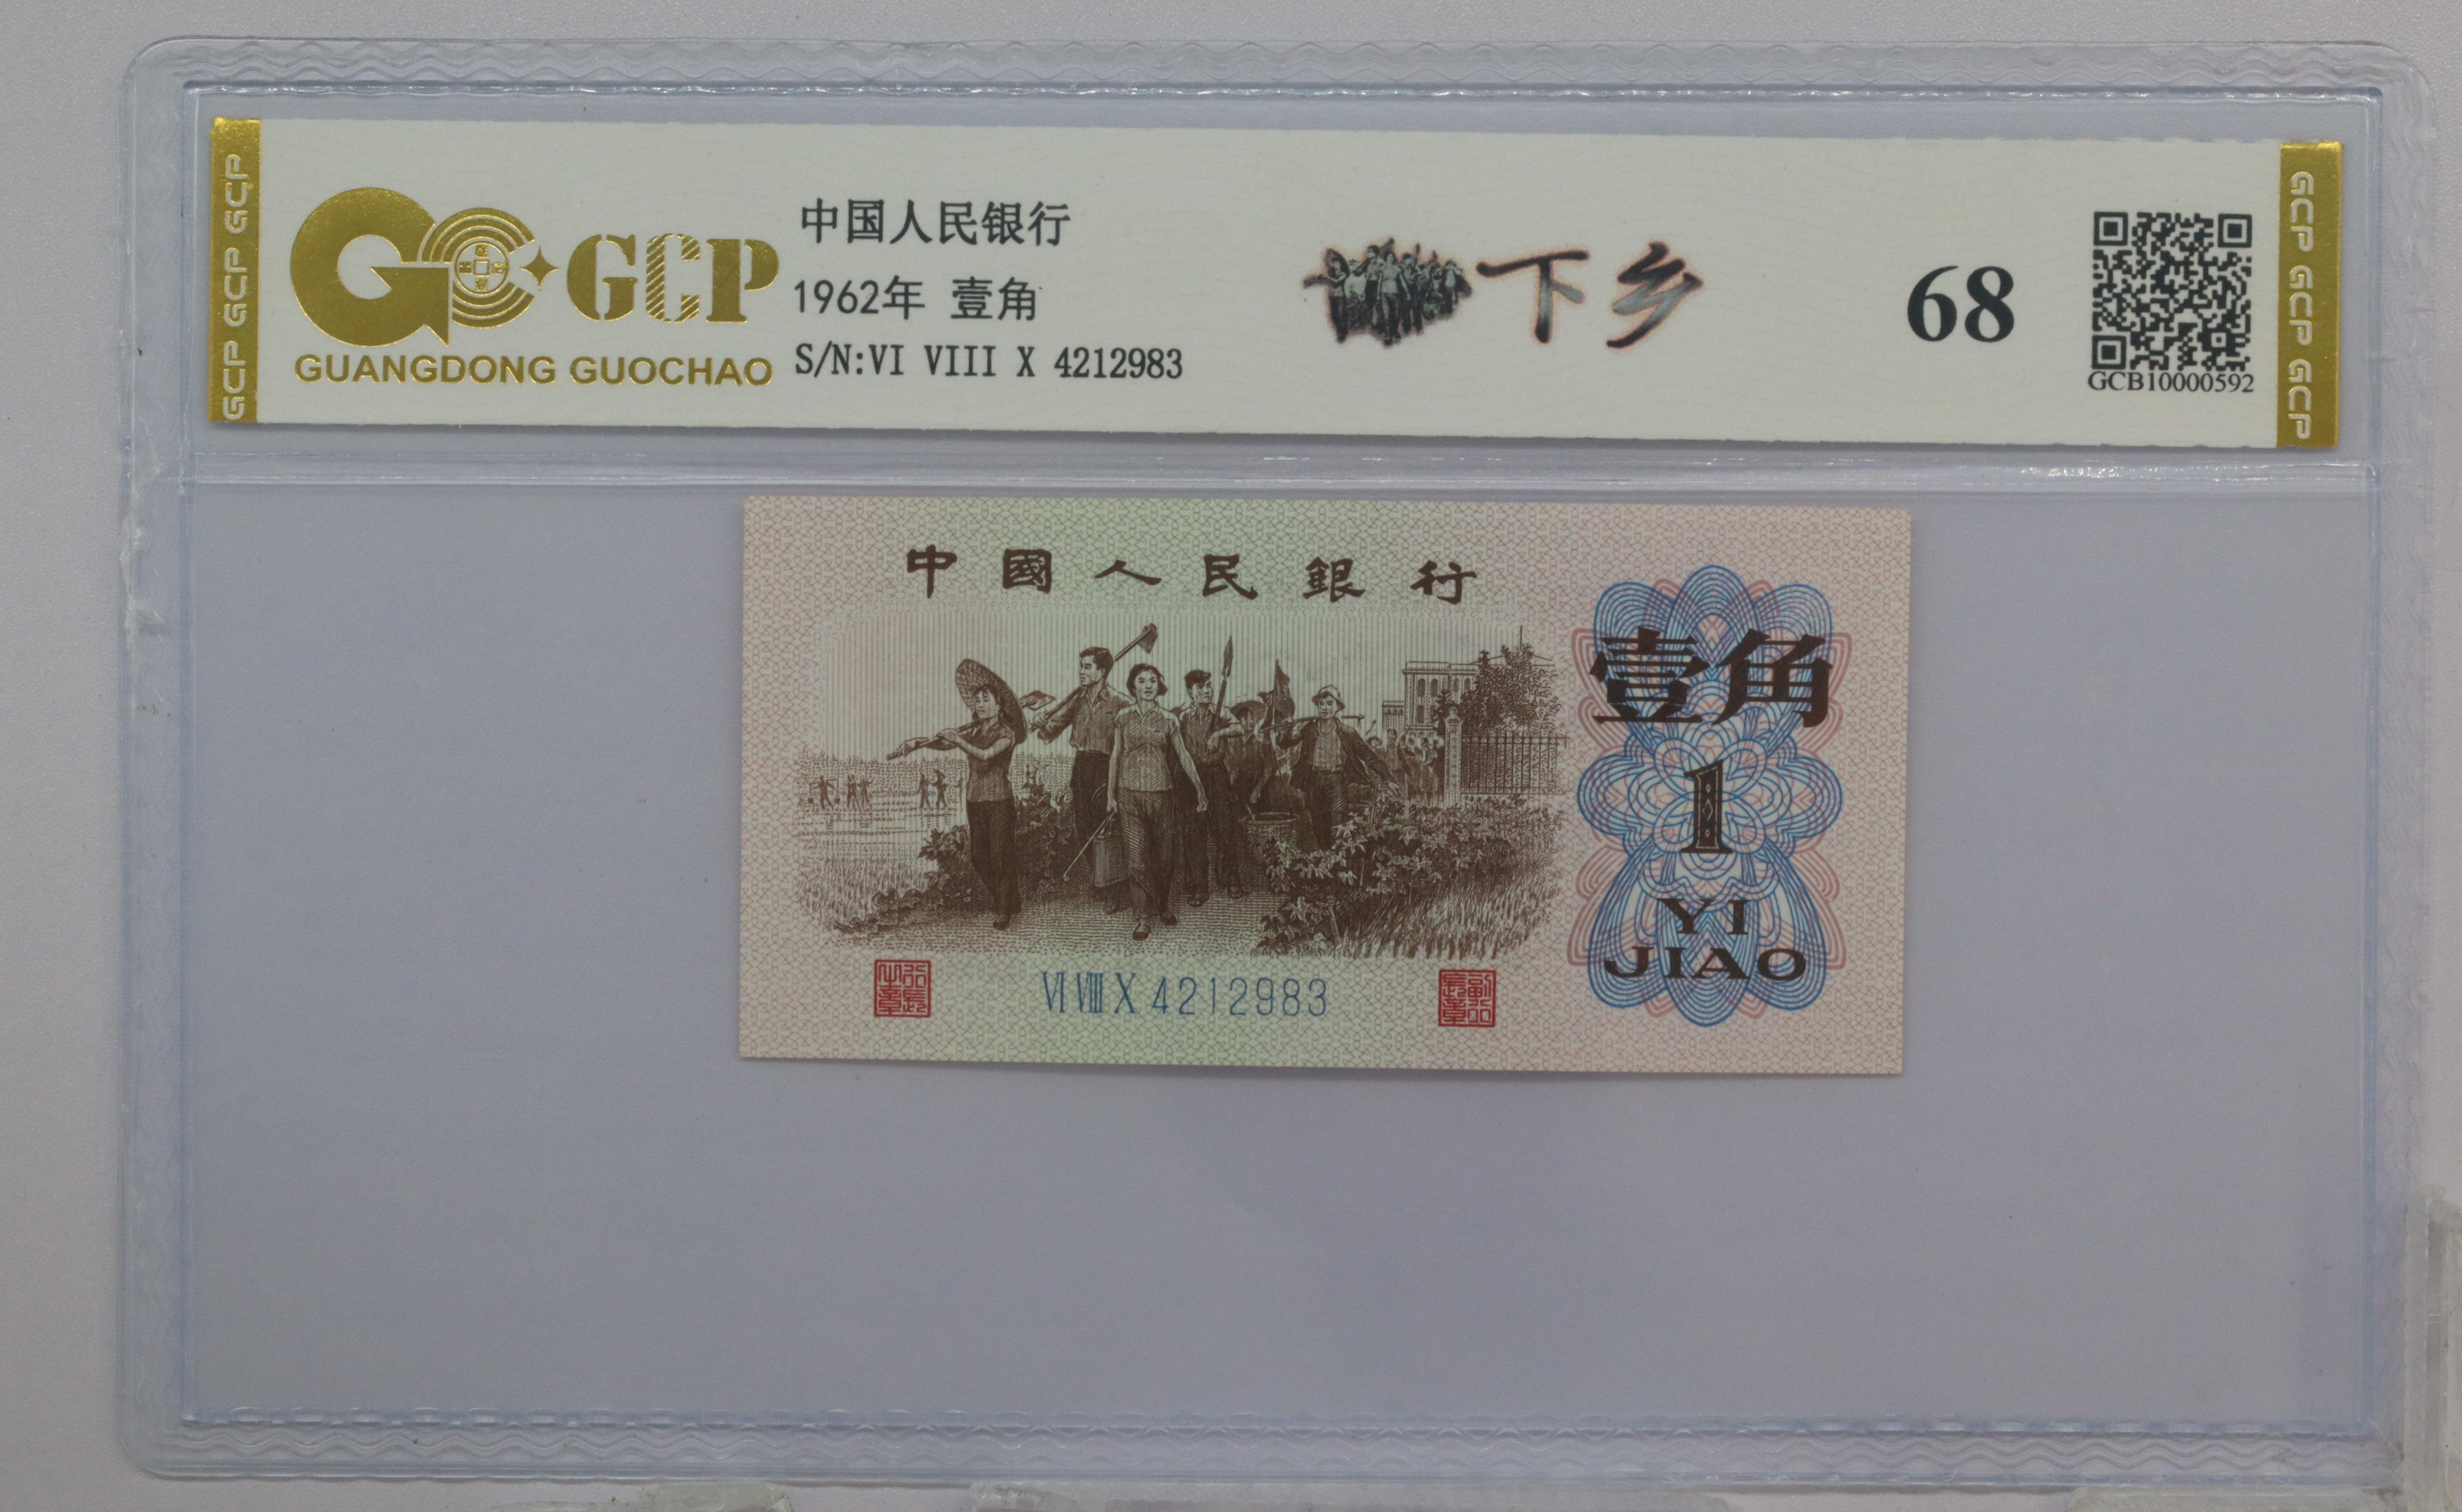 GCP GCP GCP
GCP
GUANGDONG GUOCHAO
中国人民银行
1962年 壹角
S/N:VI VIII X 4212983
下乡
68
GCB10000592
GCP GCP GCP
中國人民銀行
壹角
1
YI
JIAO
VI VIII X 4212983